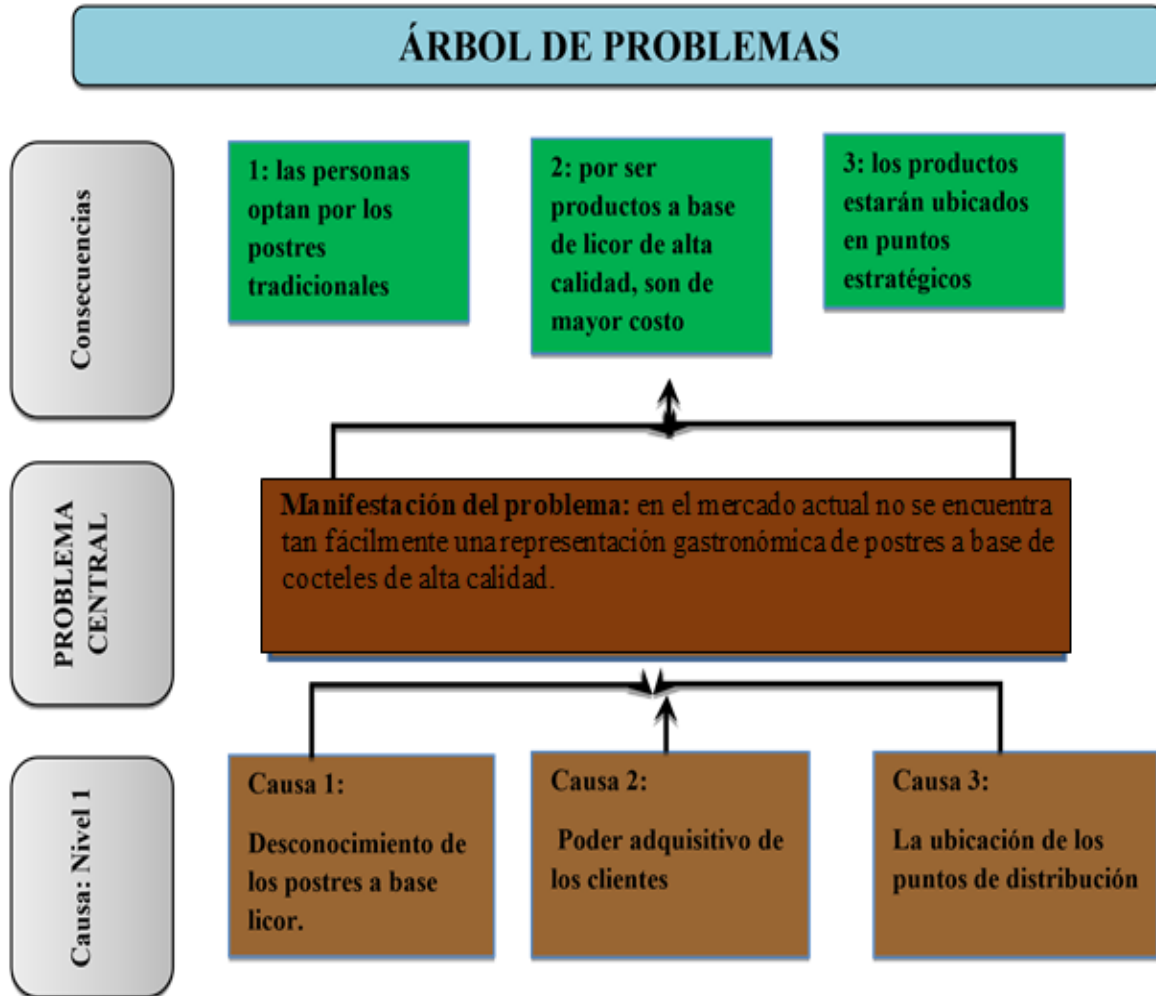 ÁRBOL DE PROBLEMAS
Consecuencias
1: las personas
optan por los
postres
tradicionales
2: por ser
productos a base
de licor de alta
calidad, son de
mayor costo
3: los productos
estarán ubicados
en puntos
estratégicos
PROBLEMA
CENTRAL
Manifestación del problema: en el mercado actual no se encuentra
tan fácilmente una representación gastronómica de postres a base de
cocteles de alta calidad.
Causa: Nivel 1
Causa 1:
Desconocimiento de
los postres a base
licor.
Causa 2:
Poder adquisitivo de
los clientes
Causa 3:
La ubicación de los
puntos de distribución